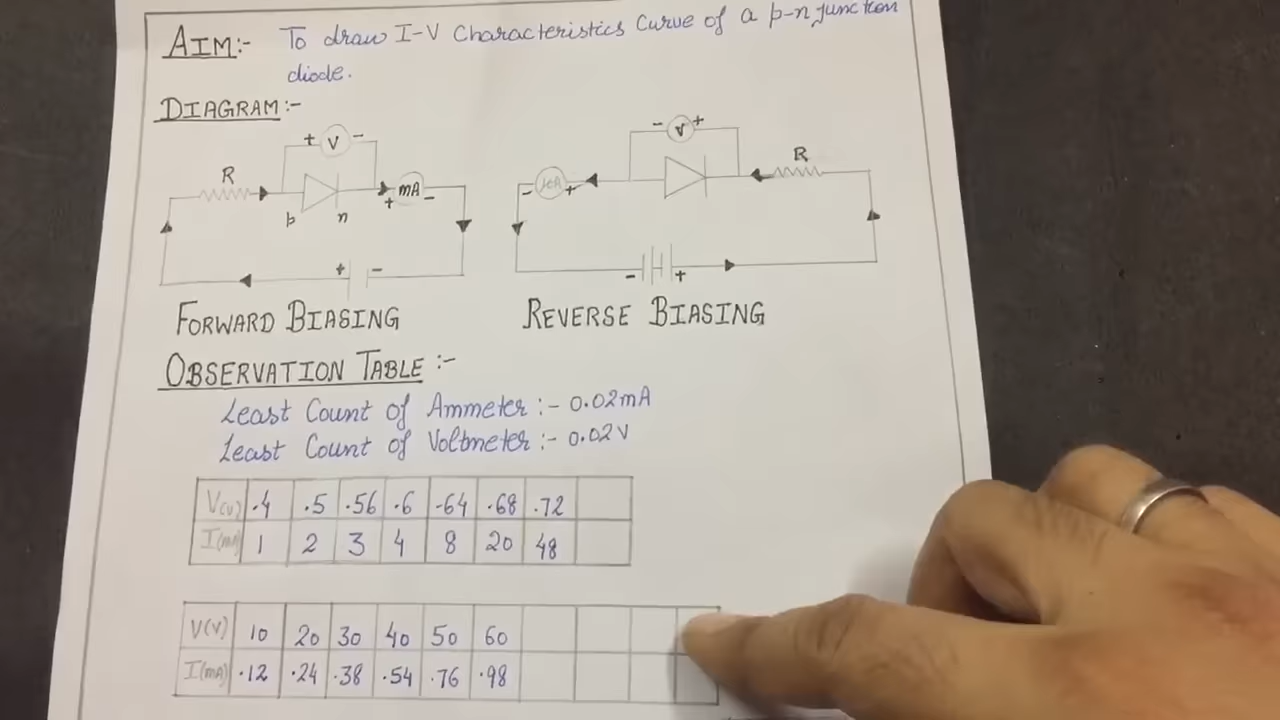 AIM:- To draw I-V Characteristics Curve of a p-n junction
diode.
DIAGRAM:-
+ V -
R
mA
+ -
p n
+ -
FORWARD BIASING
- V +
R
μA
- +
- +
REVERSE BIASING
OBSERVATION TABLE:-
Least Count of Ammeter:- 0.02mA
Least Count of Voltmeter:- 0.02V
V(V) .4 .5 .56 .6 .64 .68 .72
I(mA) 1 2 3 4 8 20 48
V(V) 10 20 30 40 50 60
I(mA) .12 .24 .38 .54 .76 .98